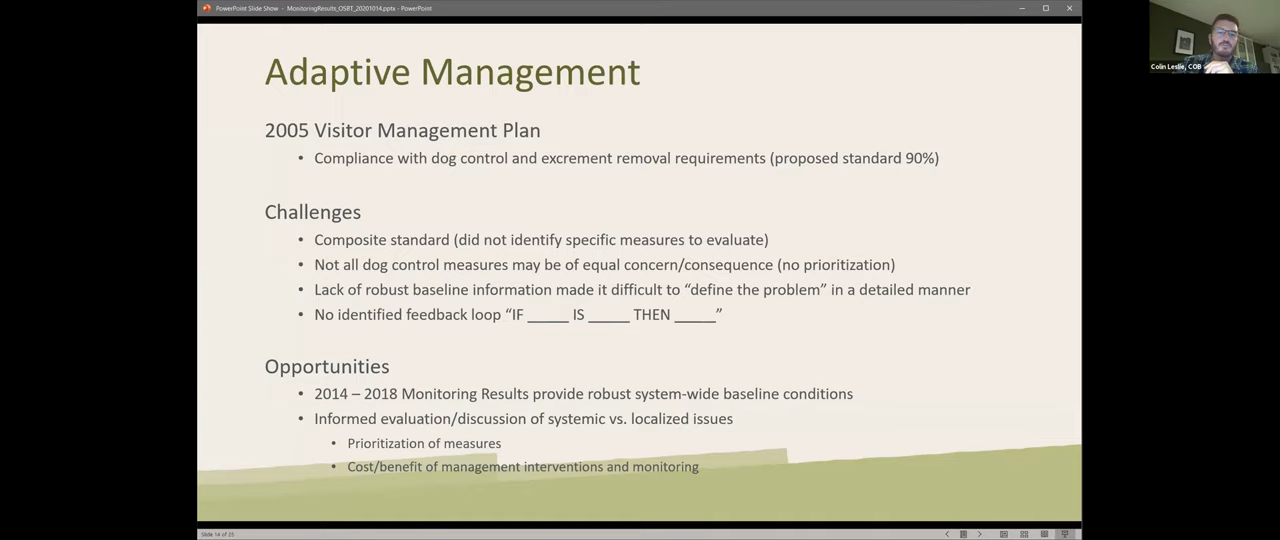 PowerPoint Slide Show - MonitoringResults_OSBT_20201014.pptx - PowerPoint
Colin Leslie, COB
Adaptive Management
2005 Visitor Management Plan
• Compliance with dog control and excrement removal requirements (proposed standard 90%)
Challenges
• Composite standard (did not identify specific measures to evaluate)
• Not all dog control measures may be of equal concern/consequence (no prioritization)
• Lack of robust baseline information made it difficult to “define the problem” in a detailed manner
• No identified feedback loop “IF _____ IS _____ THEN _____”
Opportunities
• 2014 – 2018 Monitoring Results provide robust system-wide baseline conditions
• Informed evaluation/discussion of systemic vs. localized issues
• Prioritization of measures
• Cost/benefit of management interventions and monitoring
Slide 14 of 25